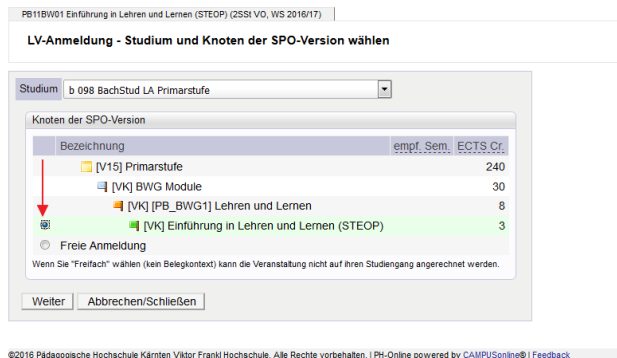 PB11BW01 Einführung in Lehren und Lernen (STEOP) (2SSt VO, WS 2016/17)
LV-Anmeldung - Studium und Knoten der SPO-Version wählen
Studium b 098 BachStud LA Primarstufe
Knoten der SPO-Version
Bezeichnung empf. Sem. ECTS Cr.
[V15] Primarstufe 240
[VK] BWG Module 30
[VK] [PB_BWG1] Lehren und Lernen 8
[VK] Einführung in Lehren und Lernen (STEOP) 3
Freie Anmeldung
Wenn Sie "Freifach" wählen (kein Belegkontext) kann die Veranstaltung nicht auf ihren Studiengang angerechnet werden.
Weiter Abbrechen/Schließen
©2016 Pädagogische Hochschule Kärnten Viktor Frankl Hochschule. Alle Rechte vorbehalten. | PH-Online powered by CAMPUSonline® | Feedback